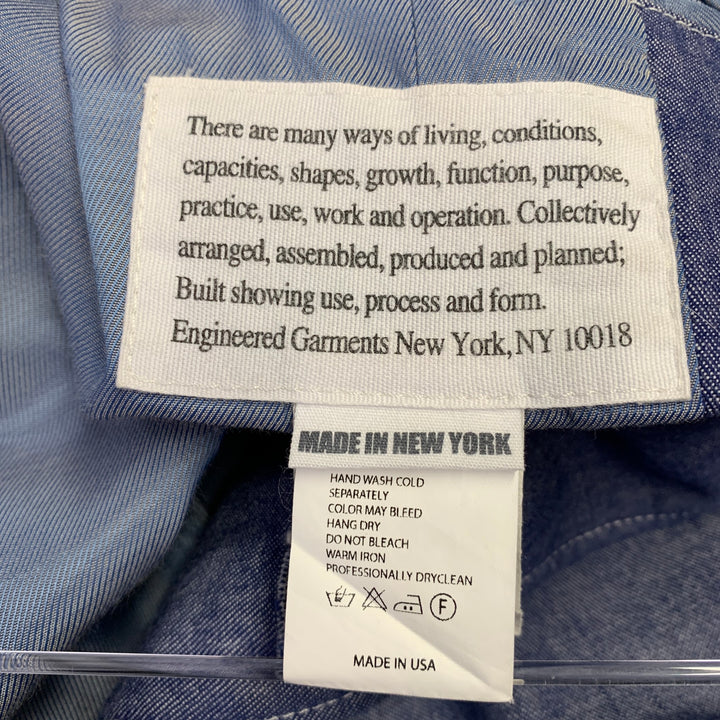 There are many ways of living, conditions,
capacities, shapes, growth, function, purpose,
practice, use, work and operation. Collectively
arranged, assembled, produced and planned;
Built showing use, process and form.
Engineered Garments New York, NY 10018
MADE IN NEW YORK
HAND WASH COLD
SEPARATELY
COLOR MAY BLEED
HANG DRY
DO NOT BLEACH
WARM IRON
PROFESSIONALLY DRYCLEAN
F
MADE IN USA